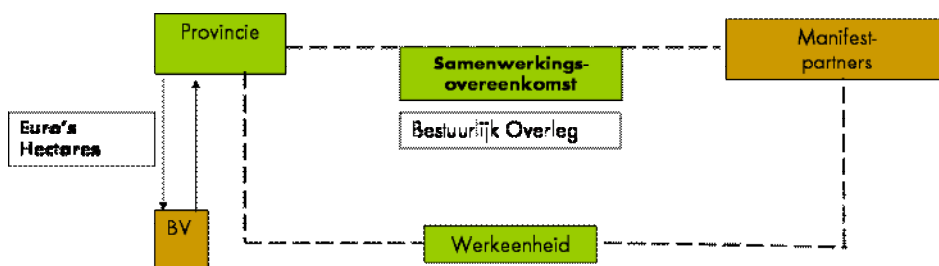 Provincie
Manifest-
partners
Samenwerkings-
overeenkomst
Euro's
Hectares
Bestuurlijk Overleg
BV
Werkeenheid